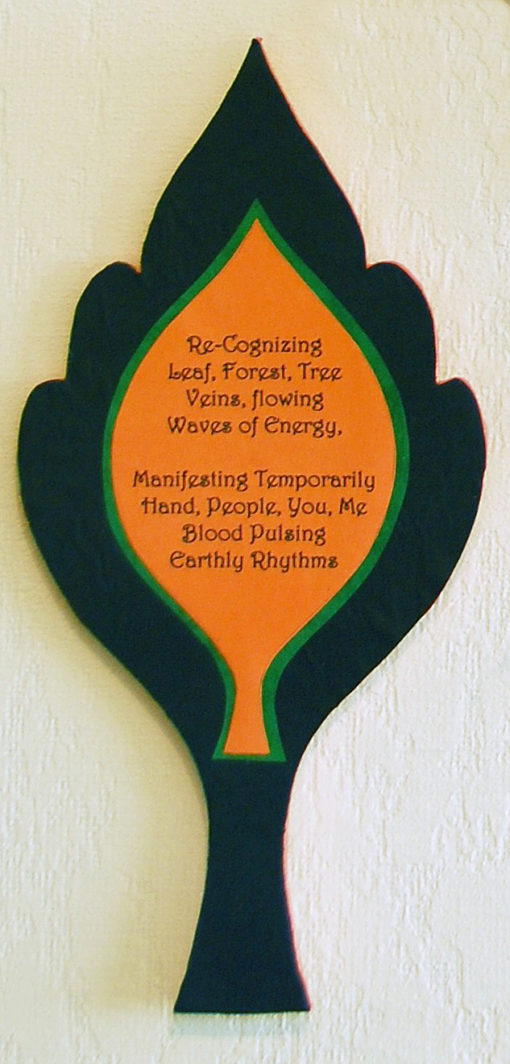 Re-Cognizing
Leaf, Forest, Tree
Veins, flowing
Waves of Energy,
Manifesting Temporarily
Hand, People, You, Me
Blood Pulsing
Earthly Rhythms